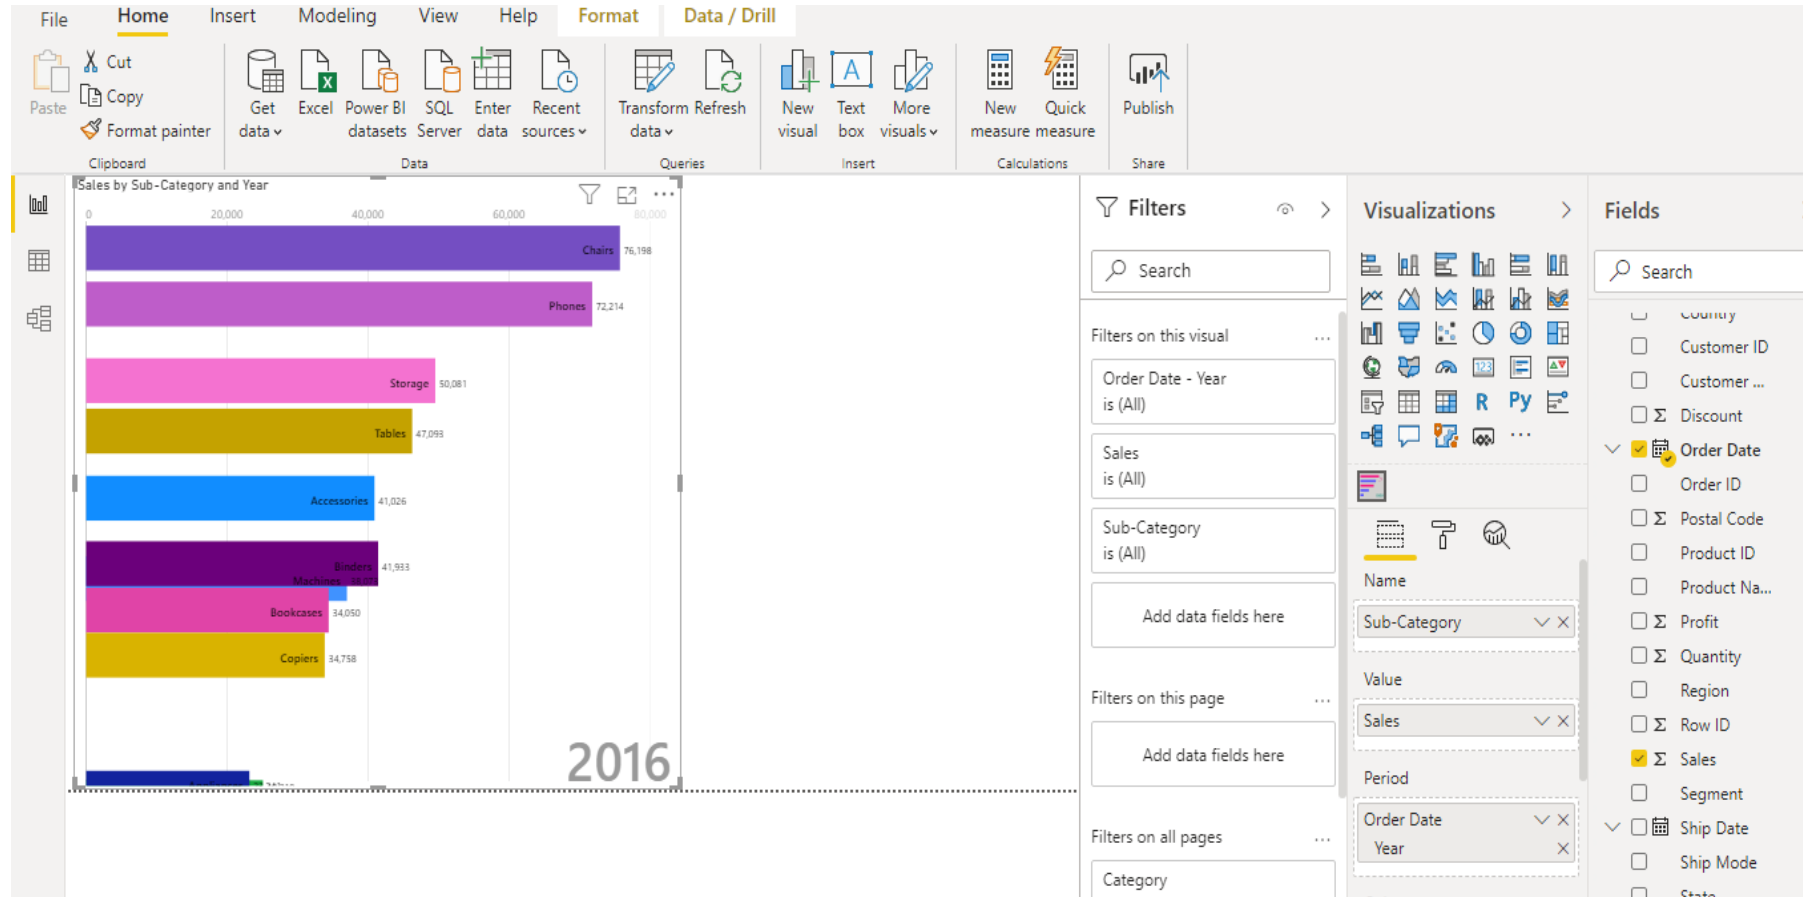 File Home Insert Modeling View Help Format Data / Drill
Paste
Cut
Copy
Format painter
Clipboard
Get data
Excel
Power BI datasets
SQL Server
Enter data
Recent sources
Data
Transform data
Refresh
Queries
New visual
Text box
More visuals
Insert
New measure
Quick measure
Calculations
Publish
Share
Sales by Sub-Category and Year
0 20,000 40,000 60,000 80,000
Chairs 76,198
Phones 72,214
Storage 50,081
Tables 47,093
Accessories 41,026
Binders 41,933
Machines
Bookcases 34,050
Copiers 34,758
2016
Filters
Search
Filters on this visual ...
Order Date - Year
is (All)
Sales
is (All)
Sub-Category
is (All)
Add data fields here
Filters on this page ...
Add data fields here
Filters on all pages ...
Category
Visualizations
123
R Py
...
Name
Sub-Category
Value
Sales
Period
Order Date
Year
Fields
Search
Country
Customer ID
Customer ...
Σ Discount
Order Date
Order ID
Σ Postal Code
Product ID
Product Na...
Σ Profit
Σ Quantity
Region
Σ Row ID
Σ Sales
Segment
Ship Date
Ship Mode
State